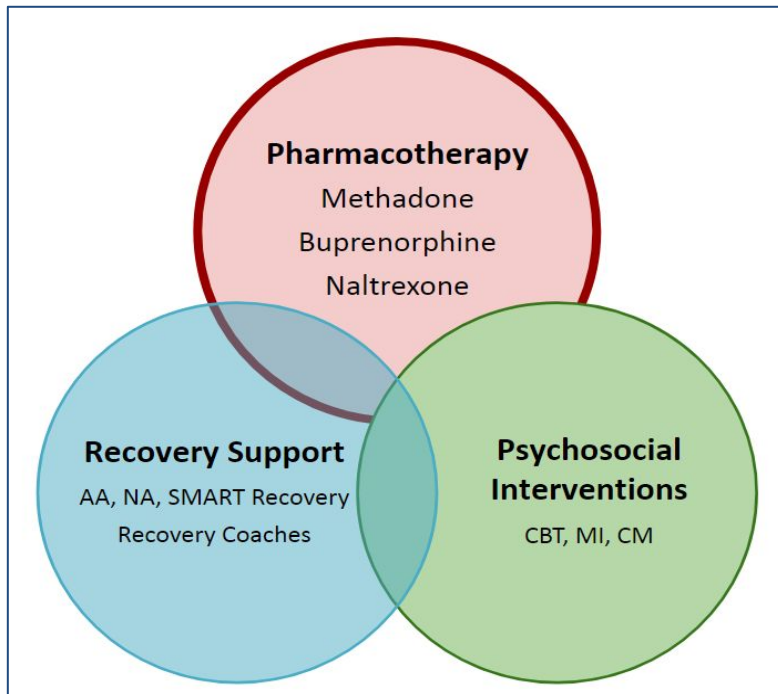 Pharmacotherapy
Methadone
Buprenorphine
Naltrexone
Recovery Support
AA, NA, SMART Recovery
Recovery Coaches
Psychosocial
Interventions
CBT, MI, CM